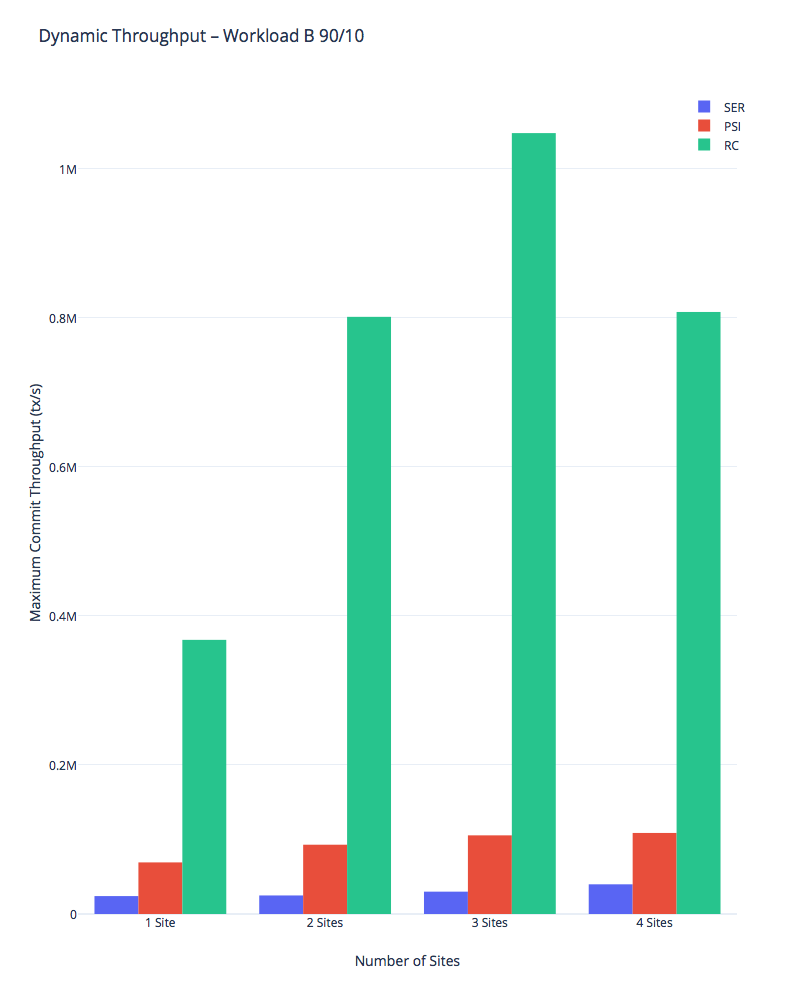 Dynamic Throughput – Workload B 90/10
SER
PSI
RC
1M
0.8M
0.6M
0.4M
0.2M
0
Maximum Commit Throughput (tx/s)
1 Site
2 Sites
3 Sites
4 Sites
Number of Sites